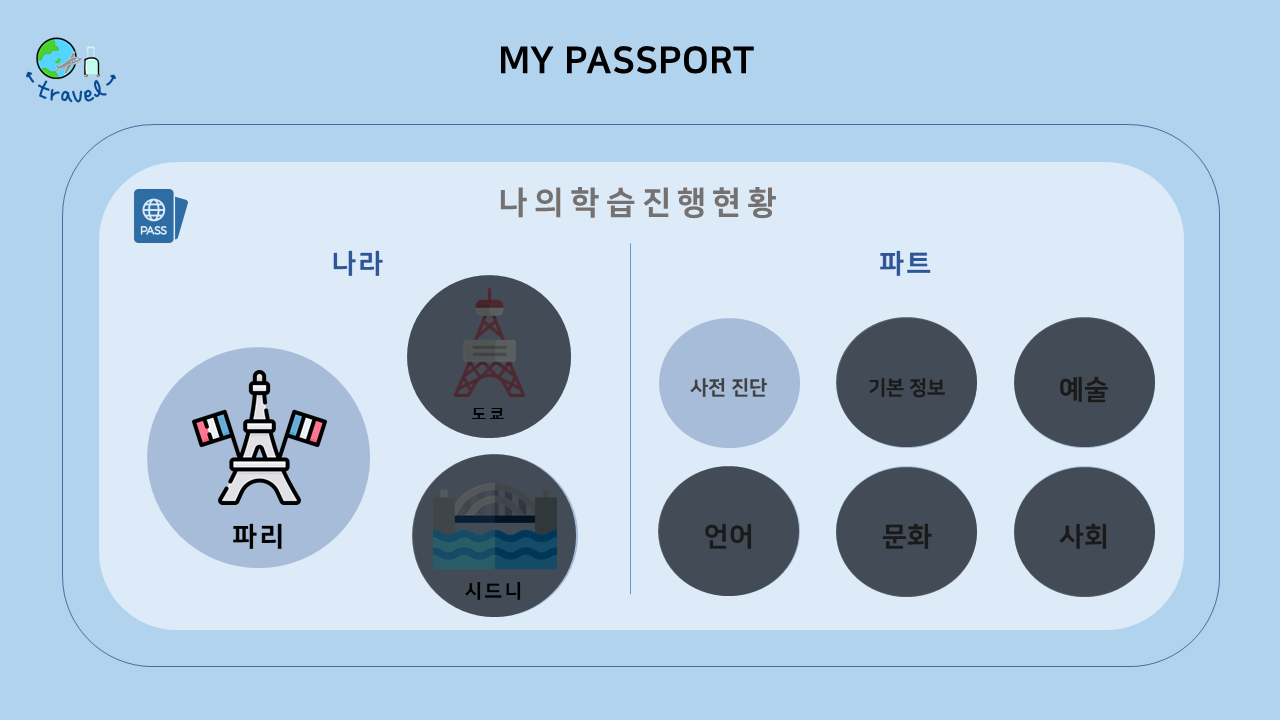 travel
MY PASSPORT
PASS
나의학습진행현황
나라
파트
도쿄
파리
시드니
사전 진단
기본 정보
예술
언어
문화
사회